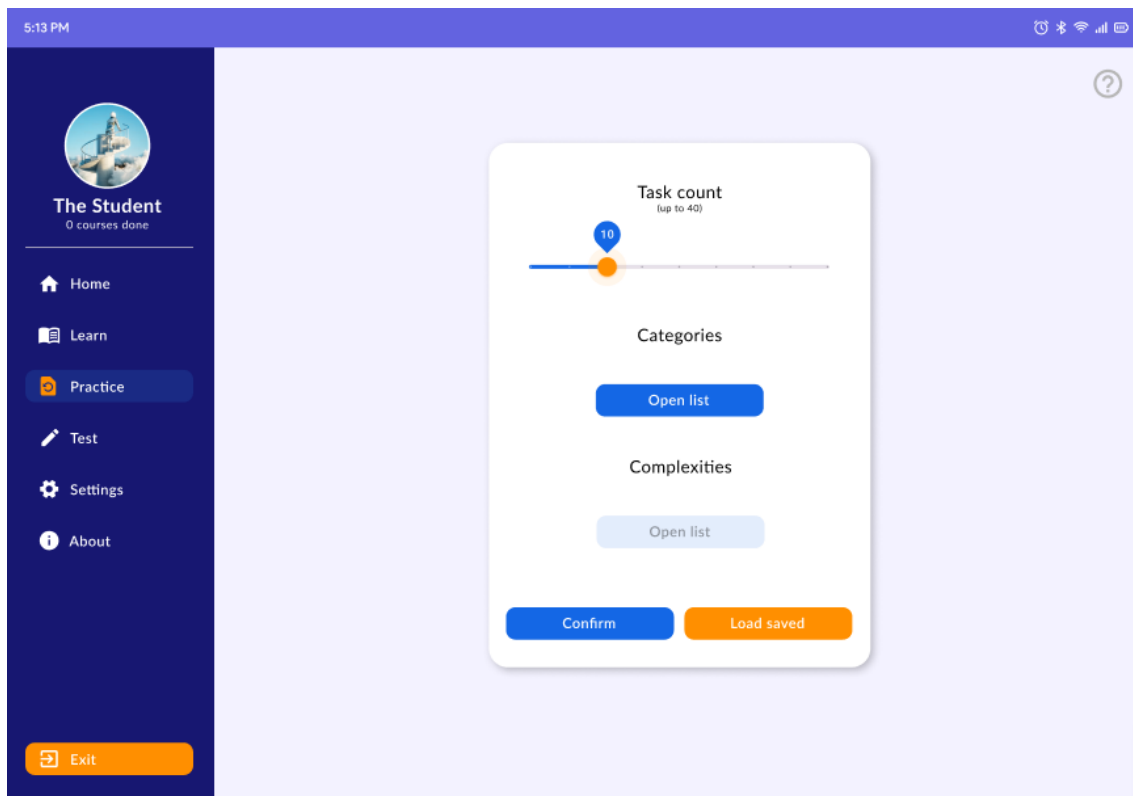 5:13 PM
The Student
0 courses done
Home
Learn
Practice
Test
Settings
About
Exit
Task count
(up to 40)
10
Categories
Open list
Complexities
Open list
Confirm
Load saved
?